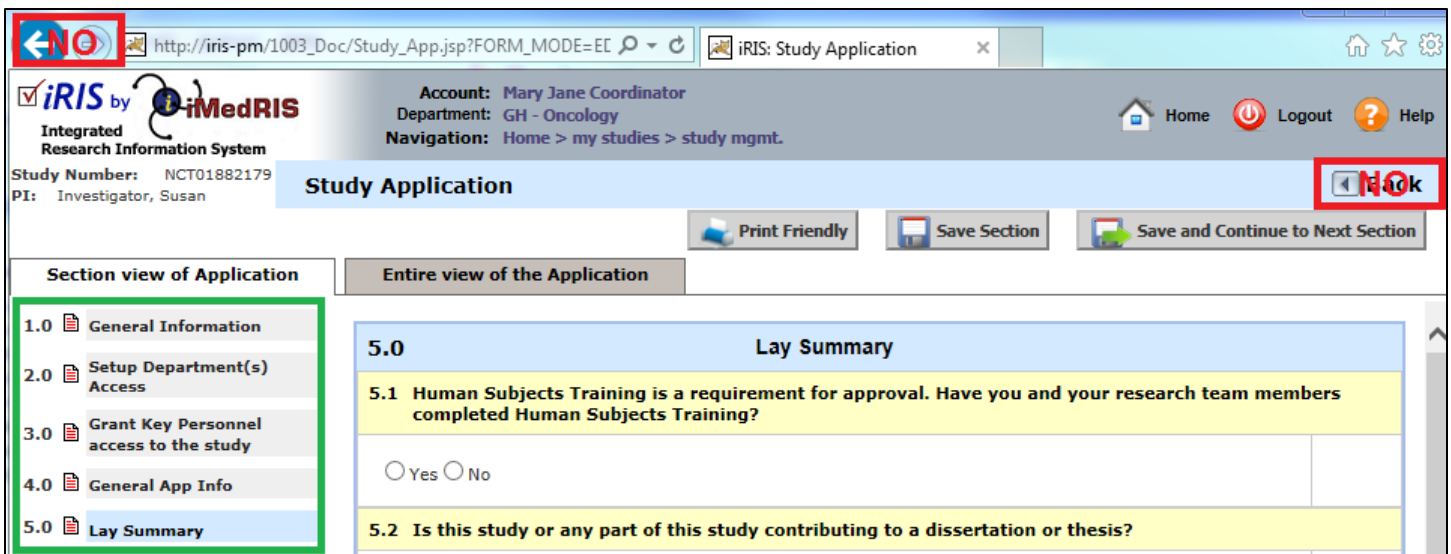 NO
http://iris-pm/1003_Doc/Study_App.jsp?FORM_MODE=EI
iRIS: Study Application
iRIS by iMedRIS
Integrated
Research Information System
Account: Mary Jane Coordinator
Department: GH - Oncology
Navigation: Home > my studies > study mgmt.
Home
Logout
Help
Study Number: NCT01882179
PI: Investigator, Susan
Study Application
Back
NO
Print Friendly
Save Section
Save and Continue to Next Section
Section view of Application
Entire view of the Application
1.0 General Information
2.0 Setup Department(s)
Access
3.0 Grant Key Personnel
access to the study
4.0 General App Info
5.0 Lay Summary
5.0 Lay Summary
5.1 Human Subjects Training is a requirement for approval. Have you and your research team members
completed Human Subjects Training?
Yes No
5.2 Is this study or any part of this study contributing to a dissertation or thesis?